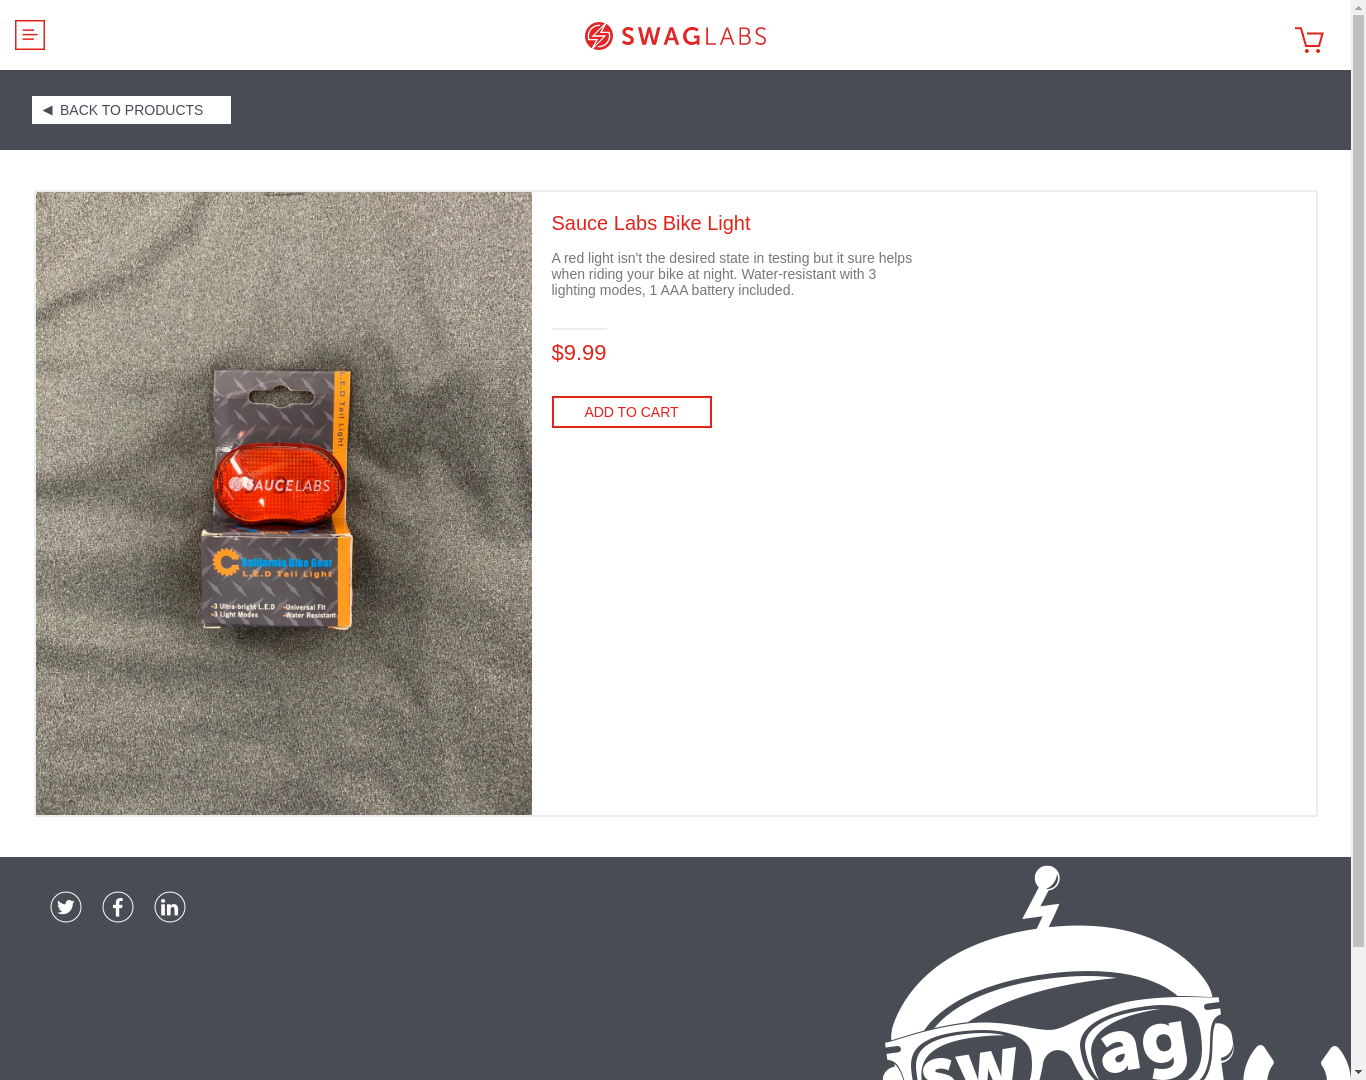 SWAGLABS
◄ BACK TO PRODUCTS
Sauce Labs Bike Light
A red light isn't the desired state in testing but it sure helps
when riding your bike at night. Water-resistant with 3
lighting modes, 1 AAA battery included.
$9.99
ADD TO CART
L.E.D Tail Light
SAUCELABS
California Bike Gear
L.E.D Tail Light
-3 Ultra-bright L.E.D -Universal Fit
-3 Light Modes -Water Resistant
swag